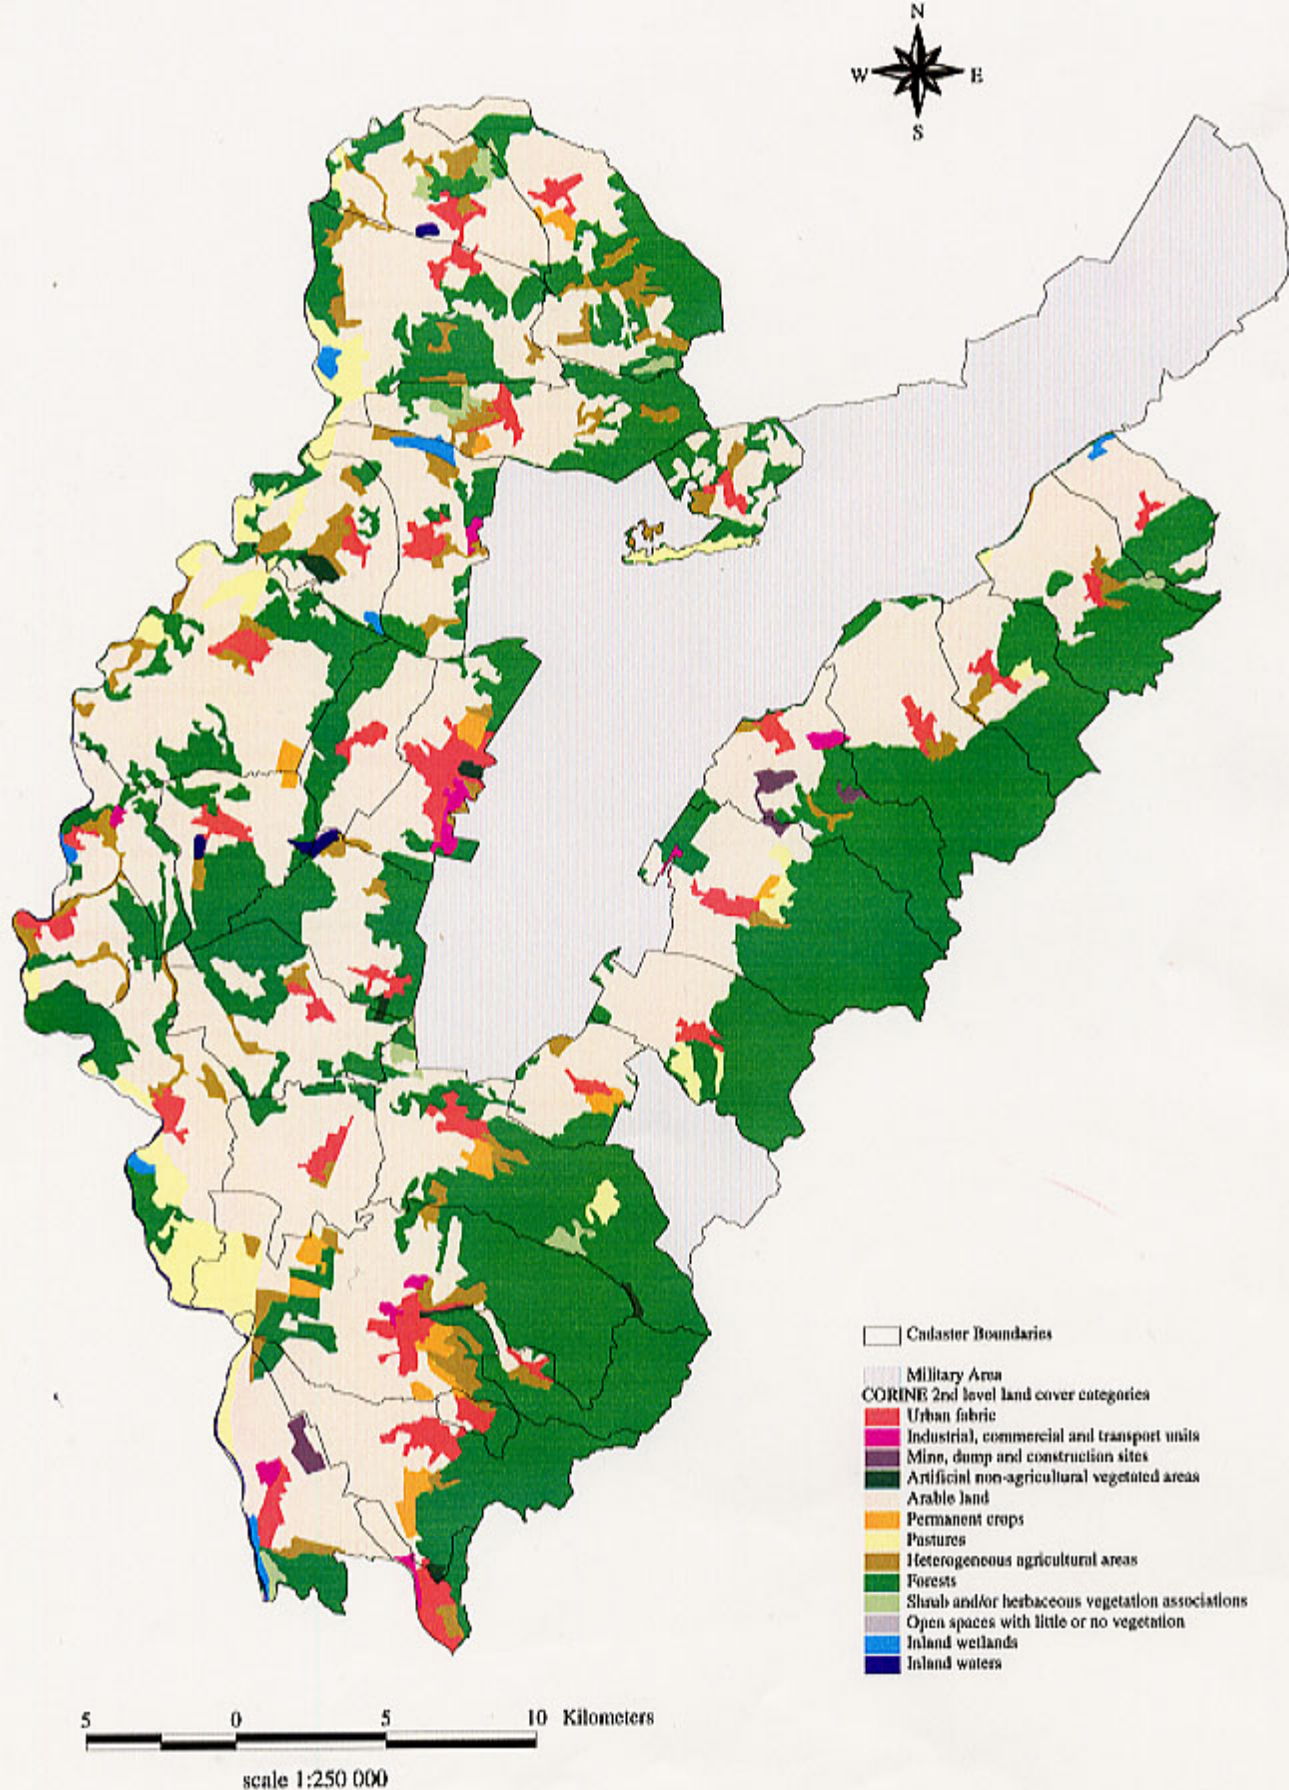 N
W E
S
Cadaster Boundaries
Military Area
CORINE 2nd level land cover categories
Urban fabric
Industrial, commercial and transport units
Mine, dump and construction sites
Artificial non-agricultural vegetated areas
Arable land
Permanent crops
Pastures
Heterogeneous agricultural areas
Forests
Shrub and/or herbaceous vegetation associations
Open spaces with little or no vegetation
Inland wetlands
Inland waters
5 0 5 10 Kilometers
scale 1:250 000